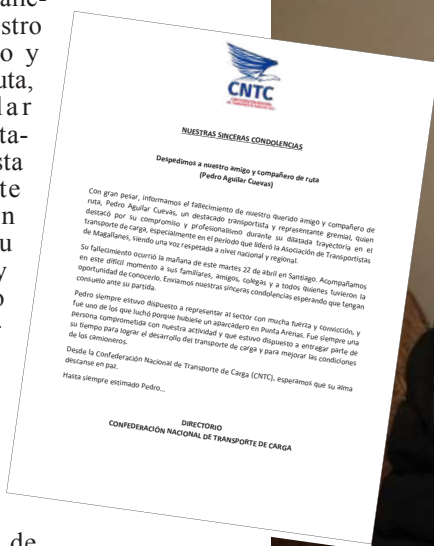 stro
o y
uta,
lar
ta-
sta
te
n
u
y
o
CNTC
NUESTRAS SINCERAS CONDOLENCIAS
Despedimos a nuestro amigo y compañero de ruta
(Pedro Aguilar Cuevas)
Con gran pesar, informamos el fallecimiento de nuestro querido amigo y compañero de
ruta, Pedro Aguilar Cuevas, un destacado transportista y representante gremial, quien
destacó por su compromiso y profesionalismo durante su dilatada trayectoria en el
transporte de carga, especialmente en el periodo que lideró la Asociación de Transportistas
de Magallanes, siendo una voz respetada a nivel nacional y regional.
Su fallecimiento ocurrió la mañana de este martes 22 de abril en Santiago. Acompañamos
en este difícil momento a sus familiares, amigos, colegas y a todos quienes tuvieron la
oportunidad de conocerlo. Enviamos nuestras sinceras condolencias esperando que tengan
consuelo ante su partida.
Pedro siempre estuvo dispuesto a representar al sector con mucha fuerza y convicción, y
fue uno de los que luchó porque hubiese un aparcadero en Punta Arenas. Fue siempre una
persona comprometida con nuestra actividad y que estuvo dispuesto a entregar parte de
su tiempo para lograr el desarrollo del transporte de carga y para mejorar las condiciones
de los camioneros.
Desde la Confederación Nacional de Transporte de Carga (CNTC), esperamos que su alma
descanse en paz.
Hasta siempre estimado Pedro...
DIRECTORIO
CONFEDERACIÓN NACIONAL DE TRANSPORTE DE CARGA
de